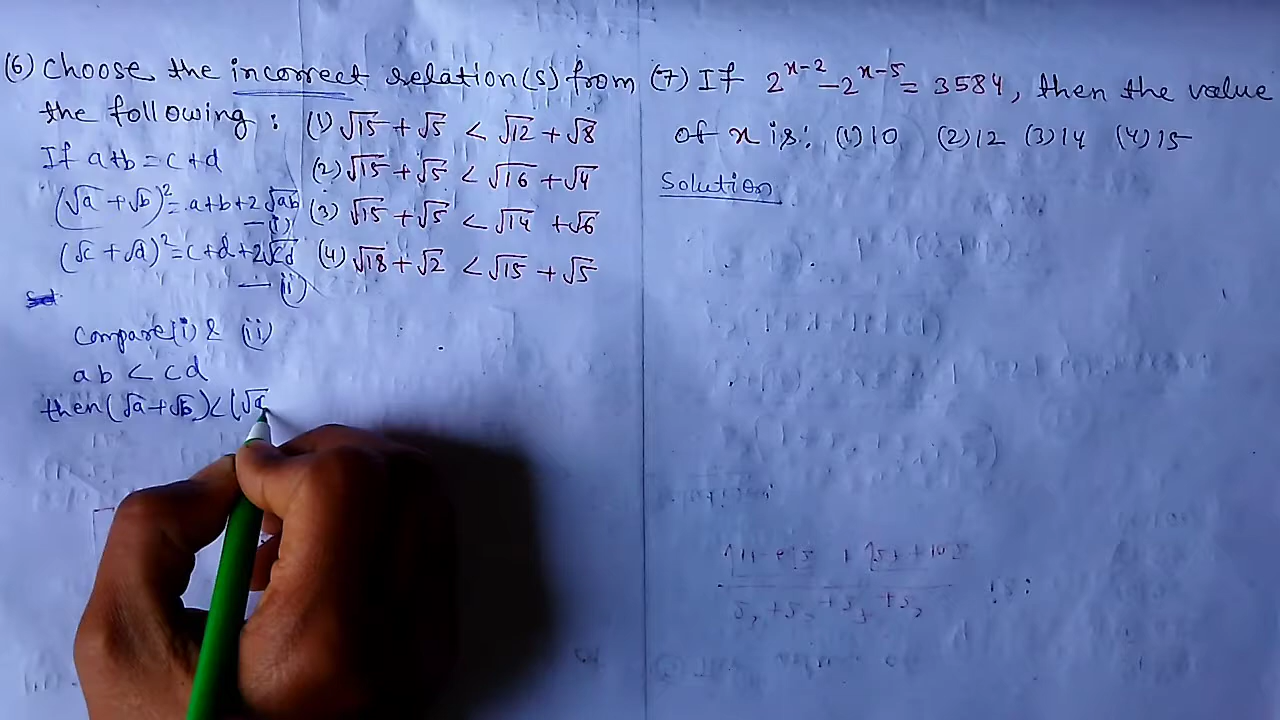 (6) Choose the incorrect relation(s) from
the following : (1) √15 + √5 < √12 + √8
(2) √15 + √5 < √16 + √4
(3) √15 + √5 < √14 + √6
(4) √18 + √2 < √15 + √5
If a+b = c+d
(√a + √b)² = a+b+2√ab
— (i)
(√c + √d)² = c+d+2√cd
— (ii)
Compare (i) & (ii)
ab < cd
then (√a + √b) < (√c
(7) If 2^(x-2) - 2^(x-5) = 3584, then the value
of x is : (1) 10 (2) 12 (3) 14 (4) 15
Solution